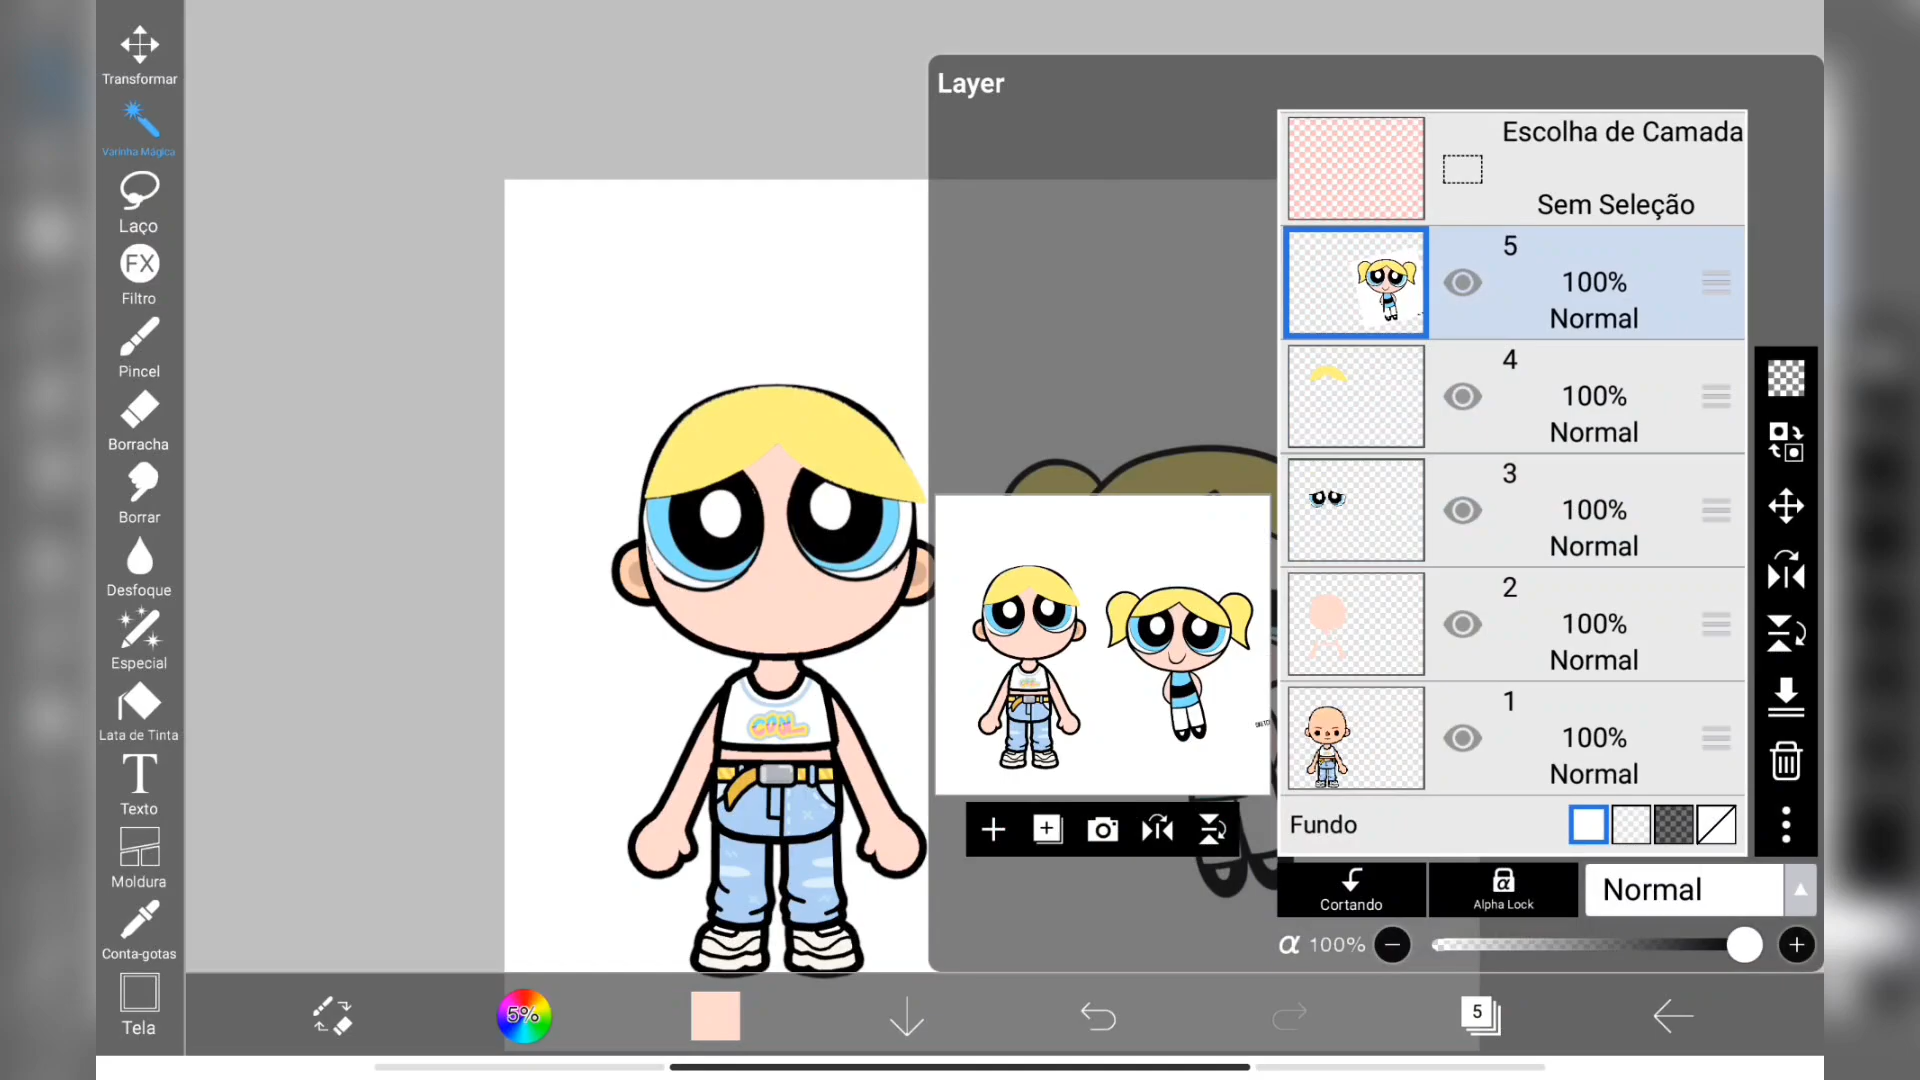 Transformar
Varinha Mágica
Laço
FX
Filtro
Pincel
Borracha
Borrar
Desfoque
Especial
Lata de Tinta
T
Texto
Moldura
Conta-gotas
Tela
COOL
Layer
Escolha de Camada
Sem Seleção
5
100%
Normal
4
100%
Normal
3
100%
Normal
2
100%
Normal
1
100%
Normal
Fundo
Cortando
α
Alpha Lock
Normal
α 100%
5%
5